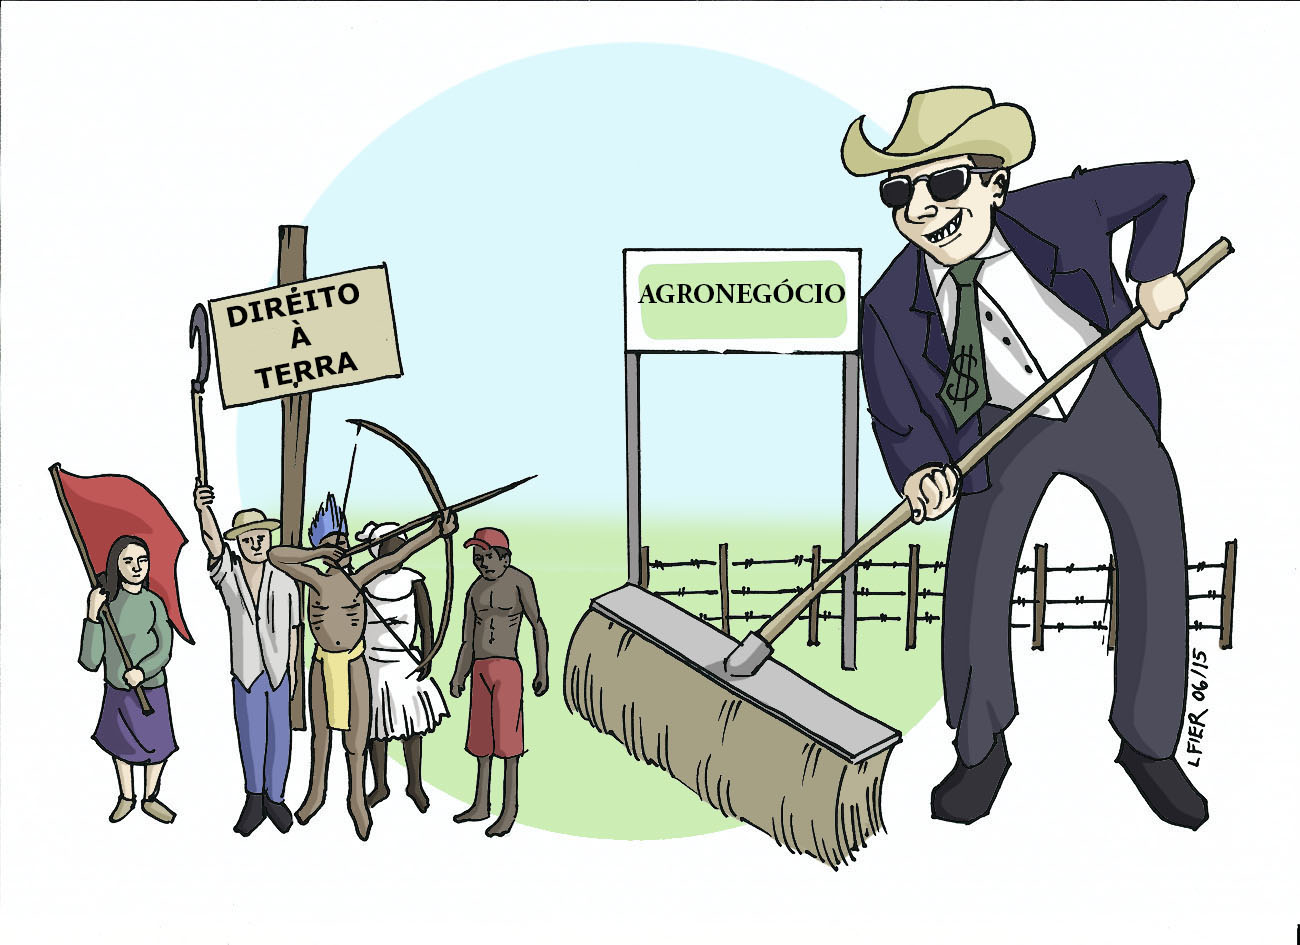 DIREITO
À
TERRA
AGRONEGÓCIO
$
LFIER 06/15